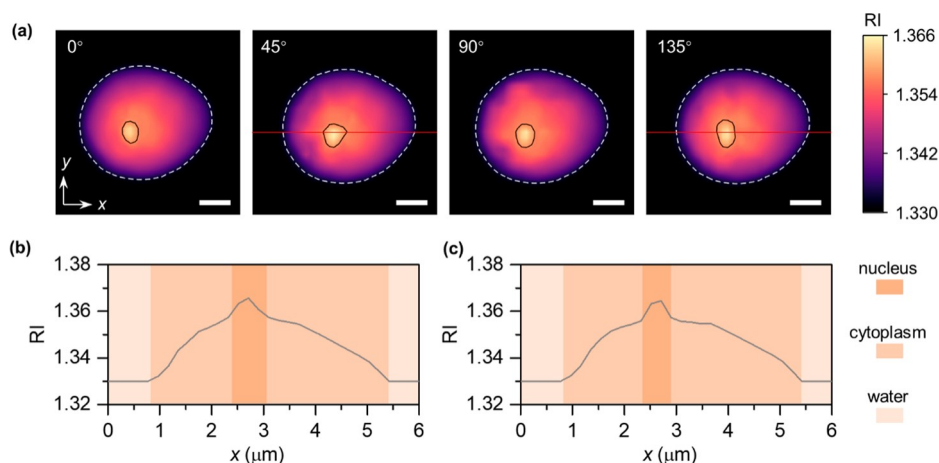 (a)
0°
45°
90°
135°
y
x
RI
1.366
1.354
1.342
1.330
(b)
1.38
1.36
1.34
1.32
RI
0 1 2 3 4 5 6
x (μm)
(c)
1.38
1.36
1.34
1.32
RI
0 1 2 3 4 5 6
x (μm)
nucleus
cytoplasm
water